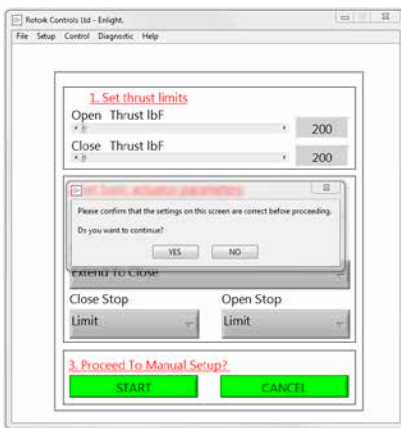 Rotork Controls Ltd - Enlight.
File Setup Control Diagnostic Help
1. Set thrust limits
Open Thrust lbF
200
Close Thrust lbF
200
actuator parameters
Please confirm that the settings on this screen are correct before proceeding.
Do you want to continue?
YES NO
Extend To Close
Close Stop Open Stop
Limit Limit
3. Proceed To Manual Setup?
START CANCEL